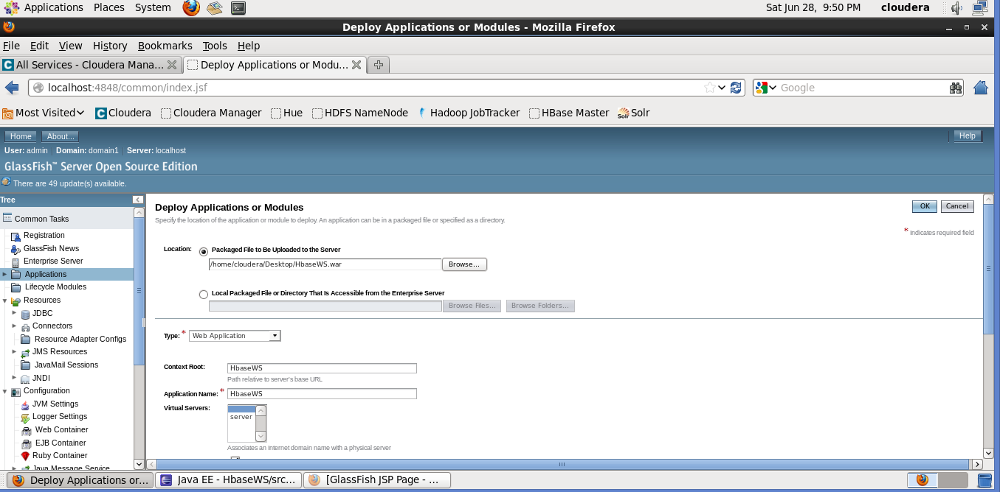 Applications Places System Sat Jun 28, 9:50 PM cloudera
Deploy Applications or Modules - Mozilla Firefox
File Edit View History Bookmarks Tools Help
C All Services - Cloudera Mana... Deploy Applications or Modu...
localhost:4848/common/index.jsf Google
Most Visited C Cloudera Cloudera Manager Hue HDFS NameNode Hadoop JobTracker HBase Master Solr Solr
Home About... Help
User: admin Domain: domain1 Server: localhost
GlassFish™ Server Open Source Edition
There are 49 update(s) available.
Tree
Common Tasks
Registration
GlassFish News
Enterprise Server
Applications
Lifecycle Modules
Resources
JDBC
Connectors
Resource Adapter Configs
JMS Resources
JavaMail Sessions
JNDI
Configuration
JVM Settings
Logger Settings
Web Container
EJB Container
Ruby Container
Java Message Service
Deploy Applications or Modules OK Cancel
Specify the location of the application or module to deploy. An application can be in a packaged file or specified as a directory.
* Indicates required field
Location: Packaged File to Be Uploaded to the Server
/home/cloudera/Desktop/HbaseWS.war Browse...
Local Packaged File or Directory That Is Accessible from the Enterprise Server
Browse Files... Browse Folders...
Type: * Web Application
Context Root: HbaseWS
Path relative to server's base URL
Application Name: * HbaseWS
Virtual Servers:
server
Associates an Internet domain name with a physical server
Deploy Applications or... Java EE - HbaseWS/src... [GlassFish JSP Page - ...